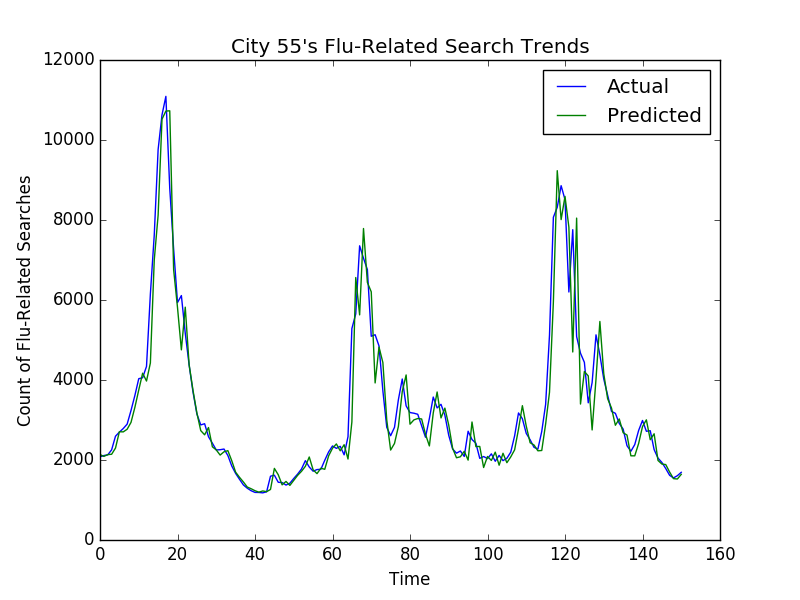 City 55's Flu-Related Search Trends
Actual
Predicted
Count of Flu-Related Searches
12000
10000
8000
6000
4000
2000
0
0 20 40 60 80 100 120 140 160
Time